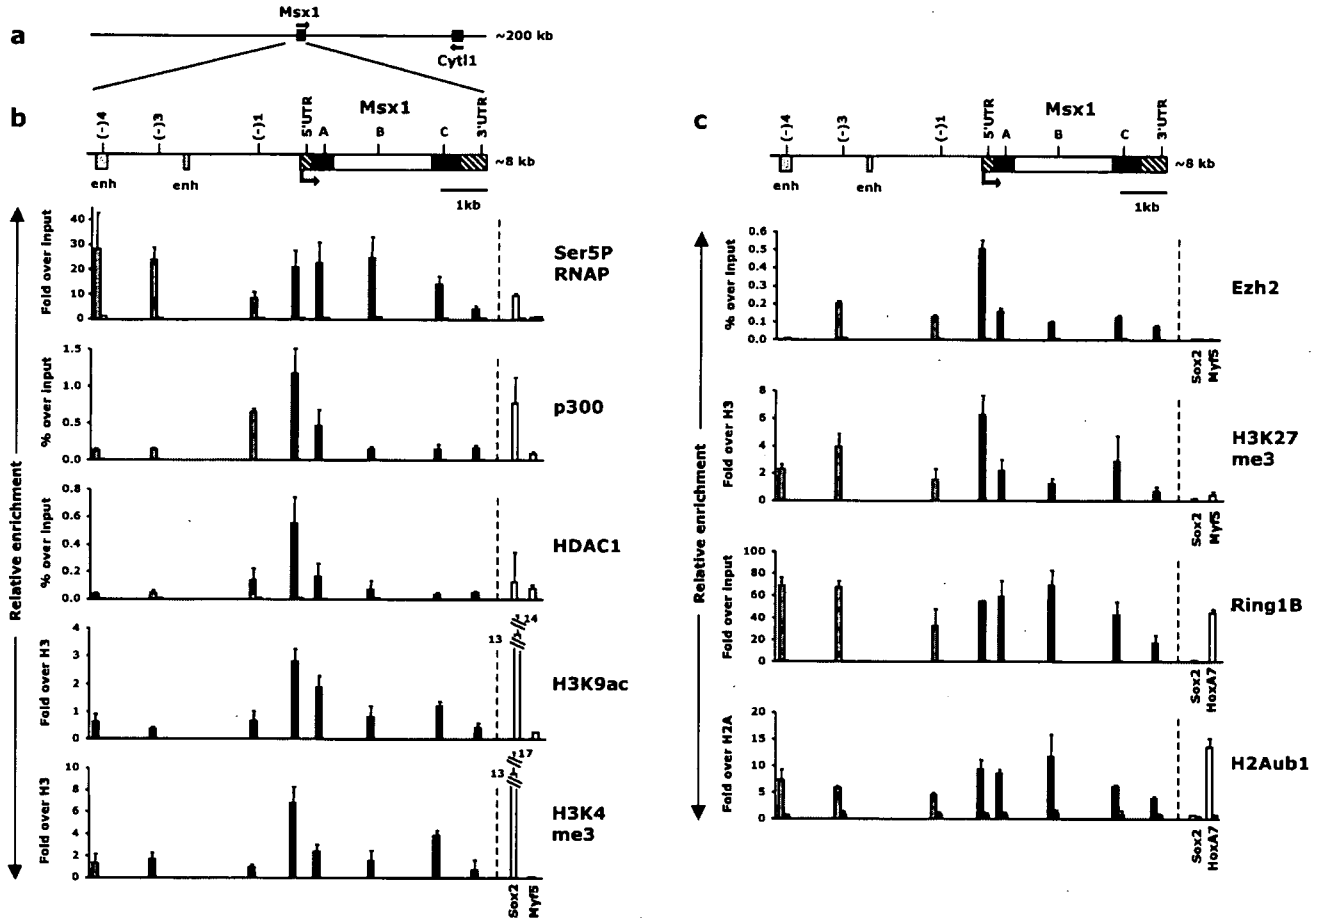 a
Msx1
~200 kb
Cytl1
b
(-)4
(-)3
(-)1
5'UTR
Msx1
A
B
C
3'UTR
~8 kb
enh
enh
1kb
Relative enrichment
Fold over input
40
30
20
10
0
Ser5P
RNAP
% over input
1.5
1.0
0.5
0.0
p300
% over input
0.8
0.6
0.4
0.2
0.0
HDAC1
Fold over H3
4
3
2
1
0
13
14
H3K9ac
Fold over H3
10
8
6
4
2
0
13
17
H3K4
me3
Sox2
Myf5
c
(-)4
(-)3
(-)1
5'UTR
Msx1
A
B
C
3'UTR
~8 kb
enh
enh
1kb
Relative enrichment
% over input
0.6
0.5
0.4
0.3
0.2
0.1
0.0
Ezh2
Sox2
Myf5
Fold over H3
8
6
4
2
0
H3K27
me3
Sox2
Myf5
Fold over input
100
80
60
40
20
0
Ring1B
Sox2
HoxA7
Fold over H2A
20
15
10
5
0
H2Aub1
Sox2
HoxA7